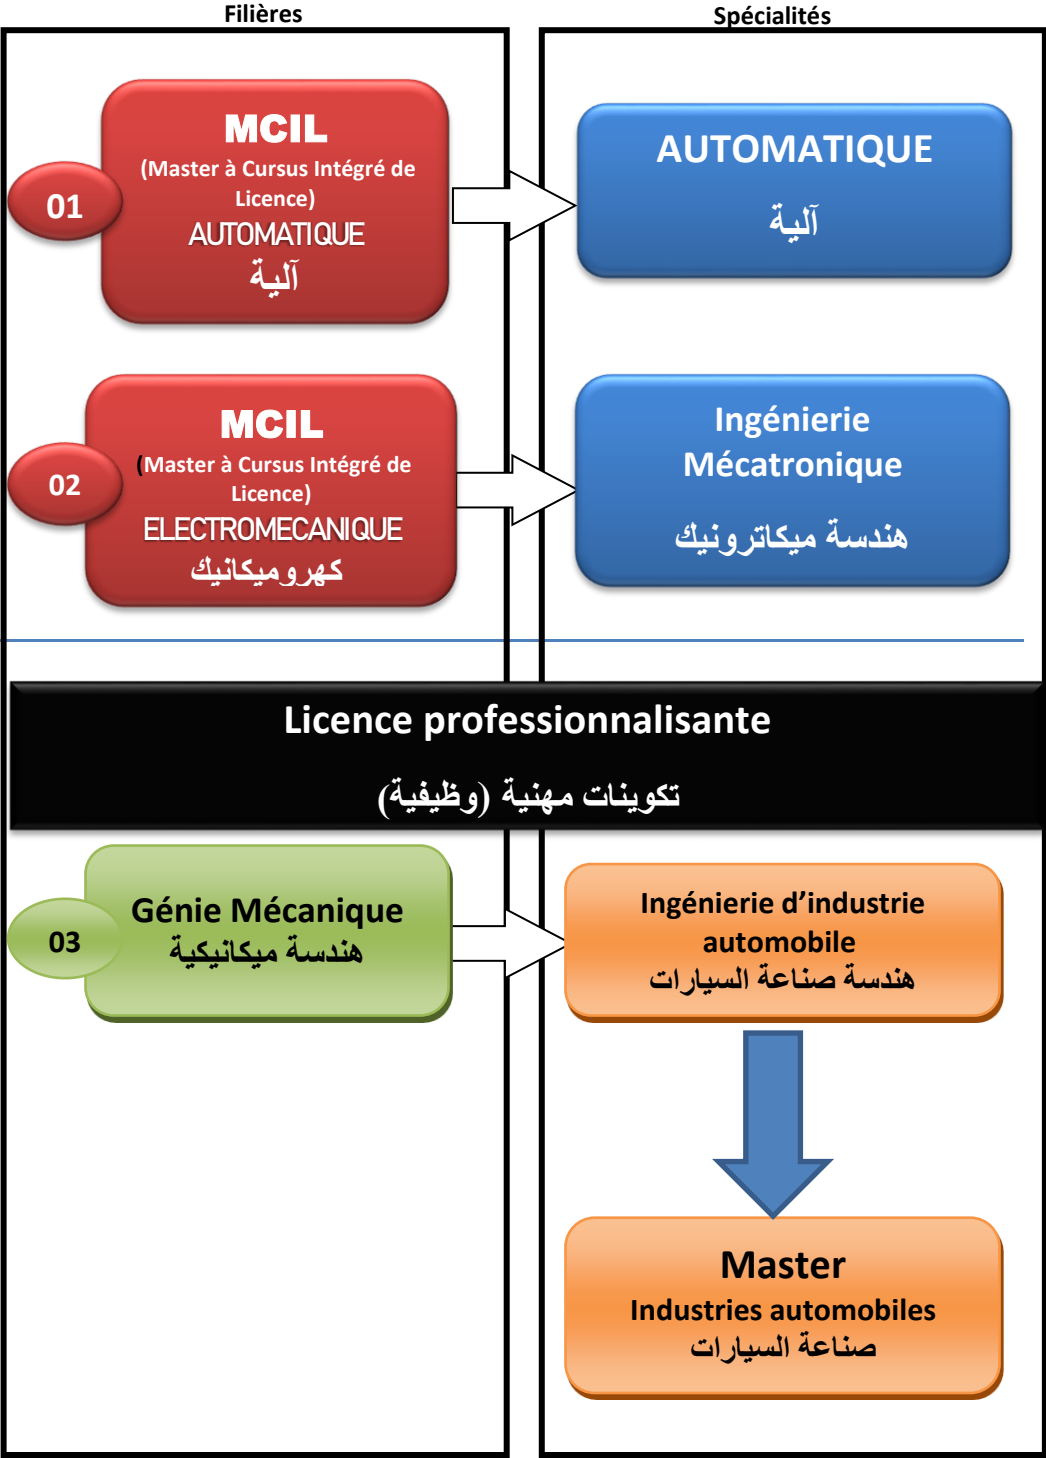 Filières
Spécialités
01
MCIL
(Master à Cursus Intégré de
Licence)
AUTOMATIQUE
آلية
AUTOMATIQUE
آلية
02
MCIL
(Master à Cursus Intégré de
Licence)
ELECTROMECANIQUE
كهروميكانيك
Ingénierie
Mécatronique
هندسة ميكاترونيك
Licence professionnalisante
تكوينات مهنية (وظيفية)
03
Génie Mécanique
هندسة ميكانيكية
Ingénierie d’industrie
automobile
هندسة صناعة السيارات
Master
Industries automobiles
صناعة السيارات